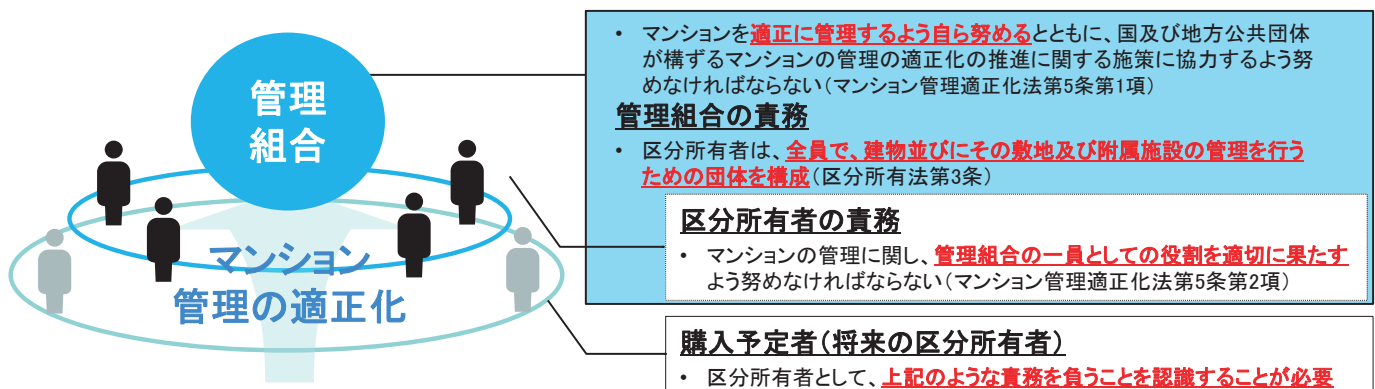 管理
組合
マンション
管理の適正化
• マンションを適正に管理するよう自ら努めるとともに、国及び地方公共団体
が構ずるマンションの管理の適正化の推進に関する施策に協力するよう努
めなければならない(マンション管理適正化法第5条第1項)
管理組合の責務
• 区分所有者は、全員で、建物並びにその敷地及び附属施設の管理を行う
ための団体を構成(区分所有法第3条)
区分所有者の責務
• マンションの管理に関し、管理組合の一員としての役割を適切に果たす
よう努めなければならない(マンション管理適正化法第5条第2項)
購入予定者(将来の区分所有者)
• 区分所有者として、上記のような責務を負うことを認識することが必要